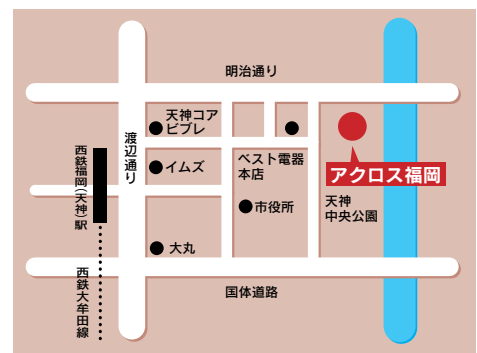 明治通り
天神コア
ビブレ
渡辺通り
西鉄福岡(天神)駅
イムズ
ベスト電器
本店
アクロス福岡
市役所
天神
中央公園
大丸
西鉄大牟田線
国体道路